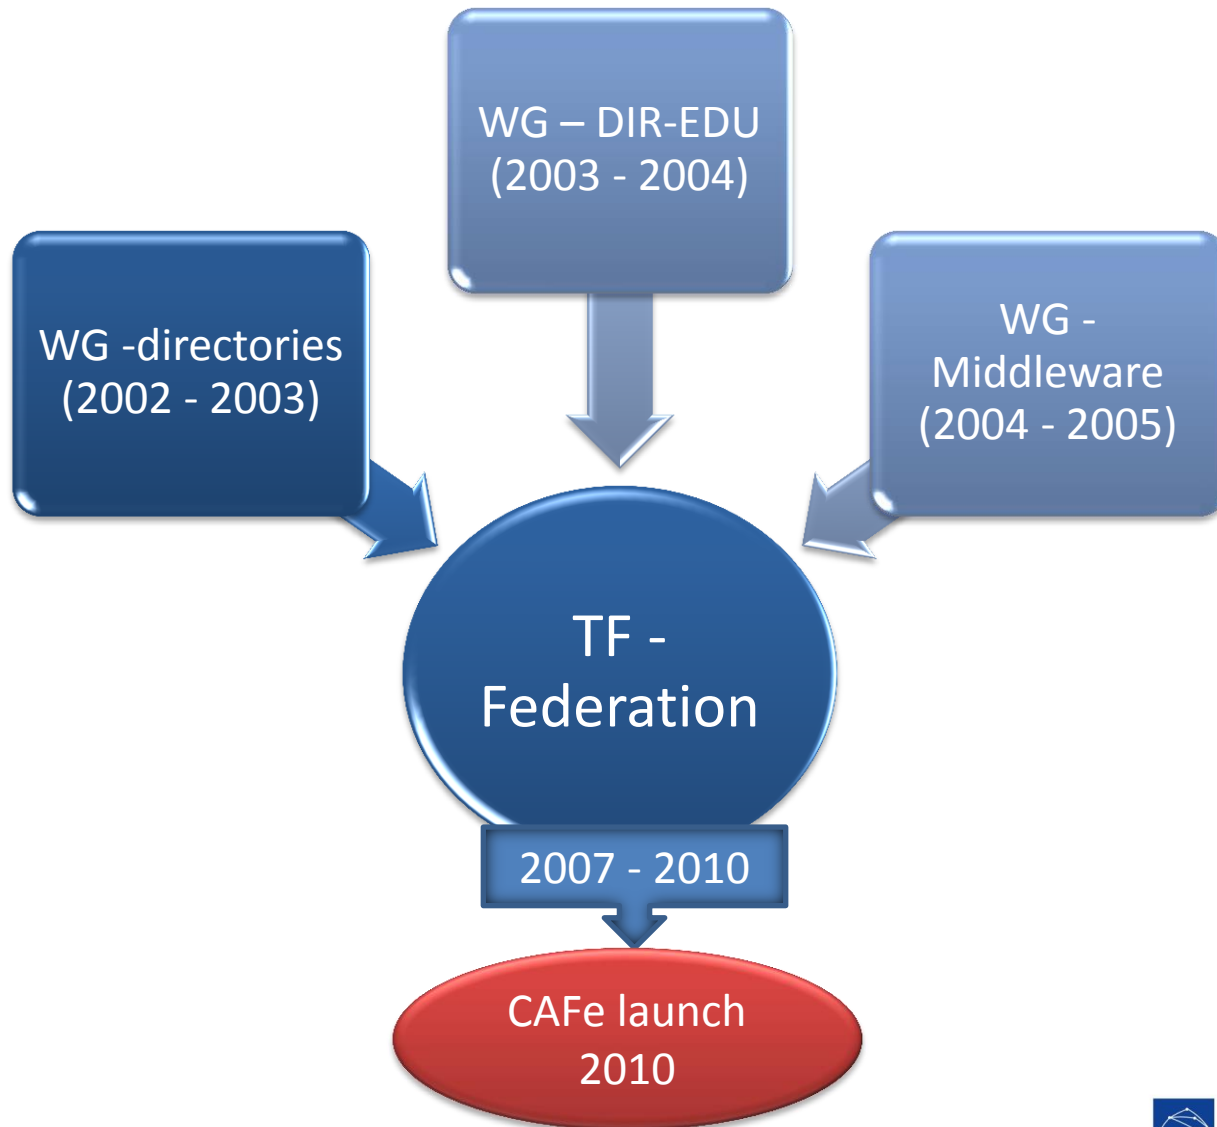 WG – DIR-EDU
(2003 - 2004)
WG -directories
(2002 - 2003)
WG -
Middleware
(2004 - 2005)
TF -
Federation
2007 - 2010
CAFe launch
2010